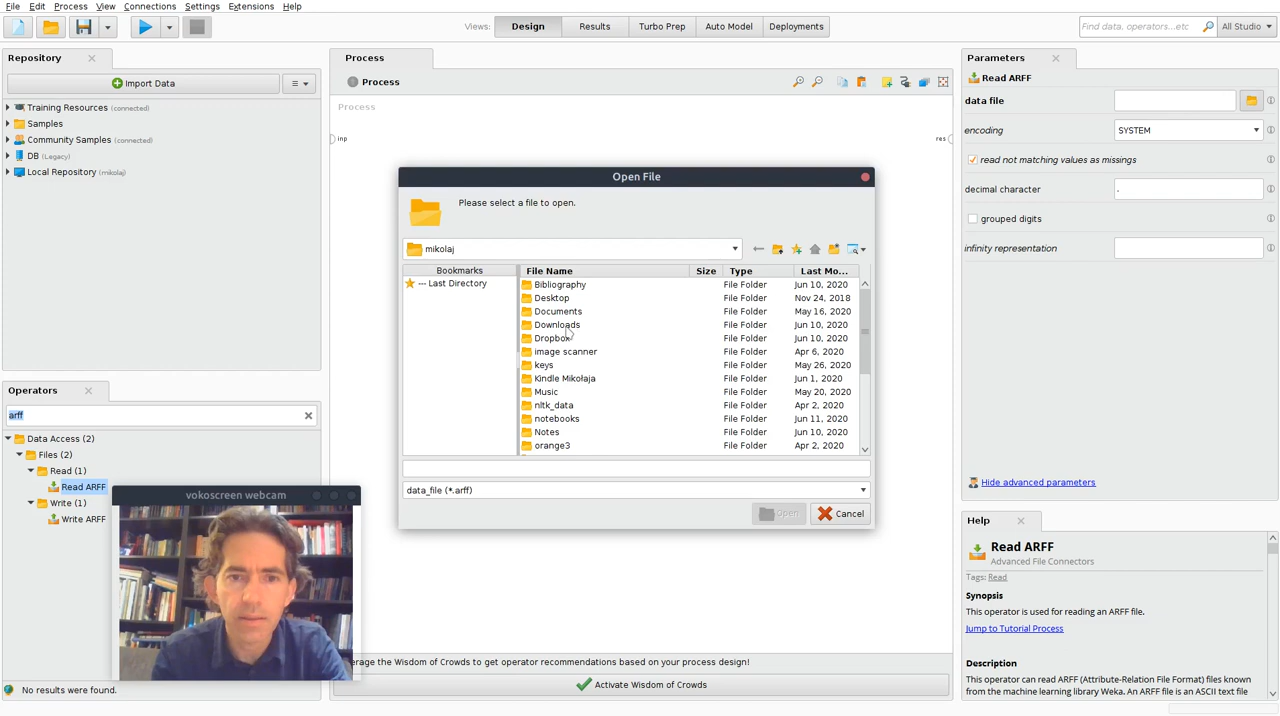 File Edit Process View Connections Settings Extensions Help
Views: Design Results Turbo Prep Auto Model Deployments
Find data, operators...etc All Studio
Repository
Import Data
Training Resources (connected)
Samples
Community Samples (connected)
DB (Legacy)
Local Repository (mikolaj)
Operators
arff
Data Access (2)
Files (2)
Read (1)
Read ARFF
Write (1)
Write ARFF
No results were found.
vokoscreen webcam
Process
Process
Process
inp
res
Open File
Please select a file to open.
mikolaj
Bookmarks
--- Last Directory
File Name Size Type Last Mo...
Bibliography File Folder Jun 10, 2020
Desktop File Folder Nov 24, 2018
Documents File Folder May 16, 2020
Downloads File Folder Jun 10, 2020
Dropbox File Folder Jun 10, 2020
image scanner File Folder Apr 6, 2020
keys File Folder May 26, 2020
Kindle Mikołaja File Folder Jun 1, 2020
Music File Folder May 20, 2020
nltk_data File Folder Apr 2, 2020
notebooks File Folder Jun 11, 2020
Notes File Folder Jun 10, 2020
orange3 File Folder Apr 2, 2020
data_file (*.arff)
Open
Cancel
erage the Wisdom of Crowds to get operator recommendations based on your process design!
Activate Wisdom of Crowds
Parameters
Read ARFF
data file
encoding SYSTEM
read not matching values as missings
decimal character .
grouped digits
infinity representation
Hide advanced parameters
Help
Read ARFF
Advanced File Connectors
Tags: Read
Synopsis
This operator is used for reading an ARFF file.
Jump to Tutorial Process
Description
This operator can read ARFF (Attribute-Relation File Format) files known
from the machine learning library Weka. An ARFF file is an ASCII text file